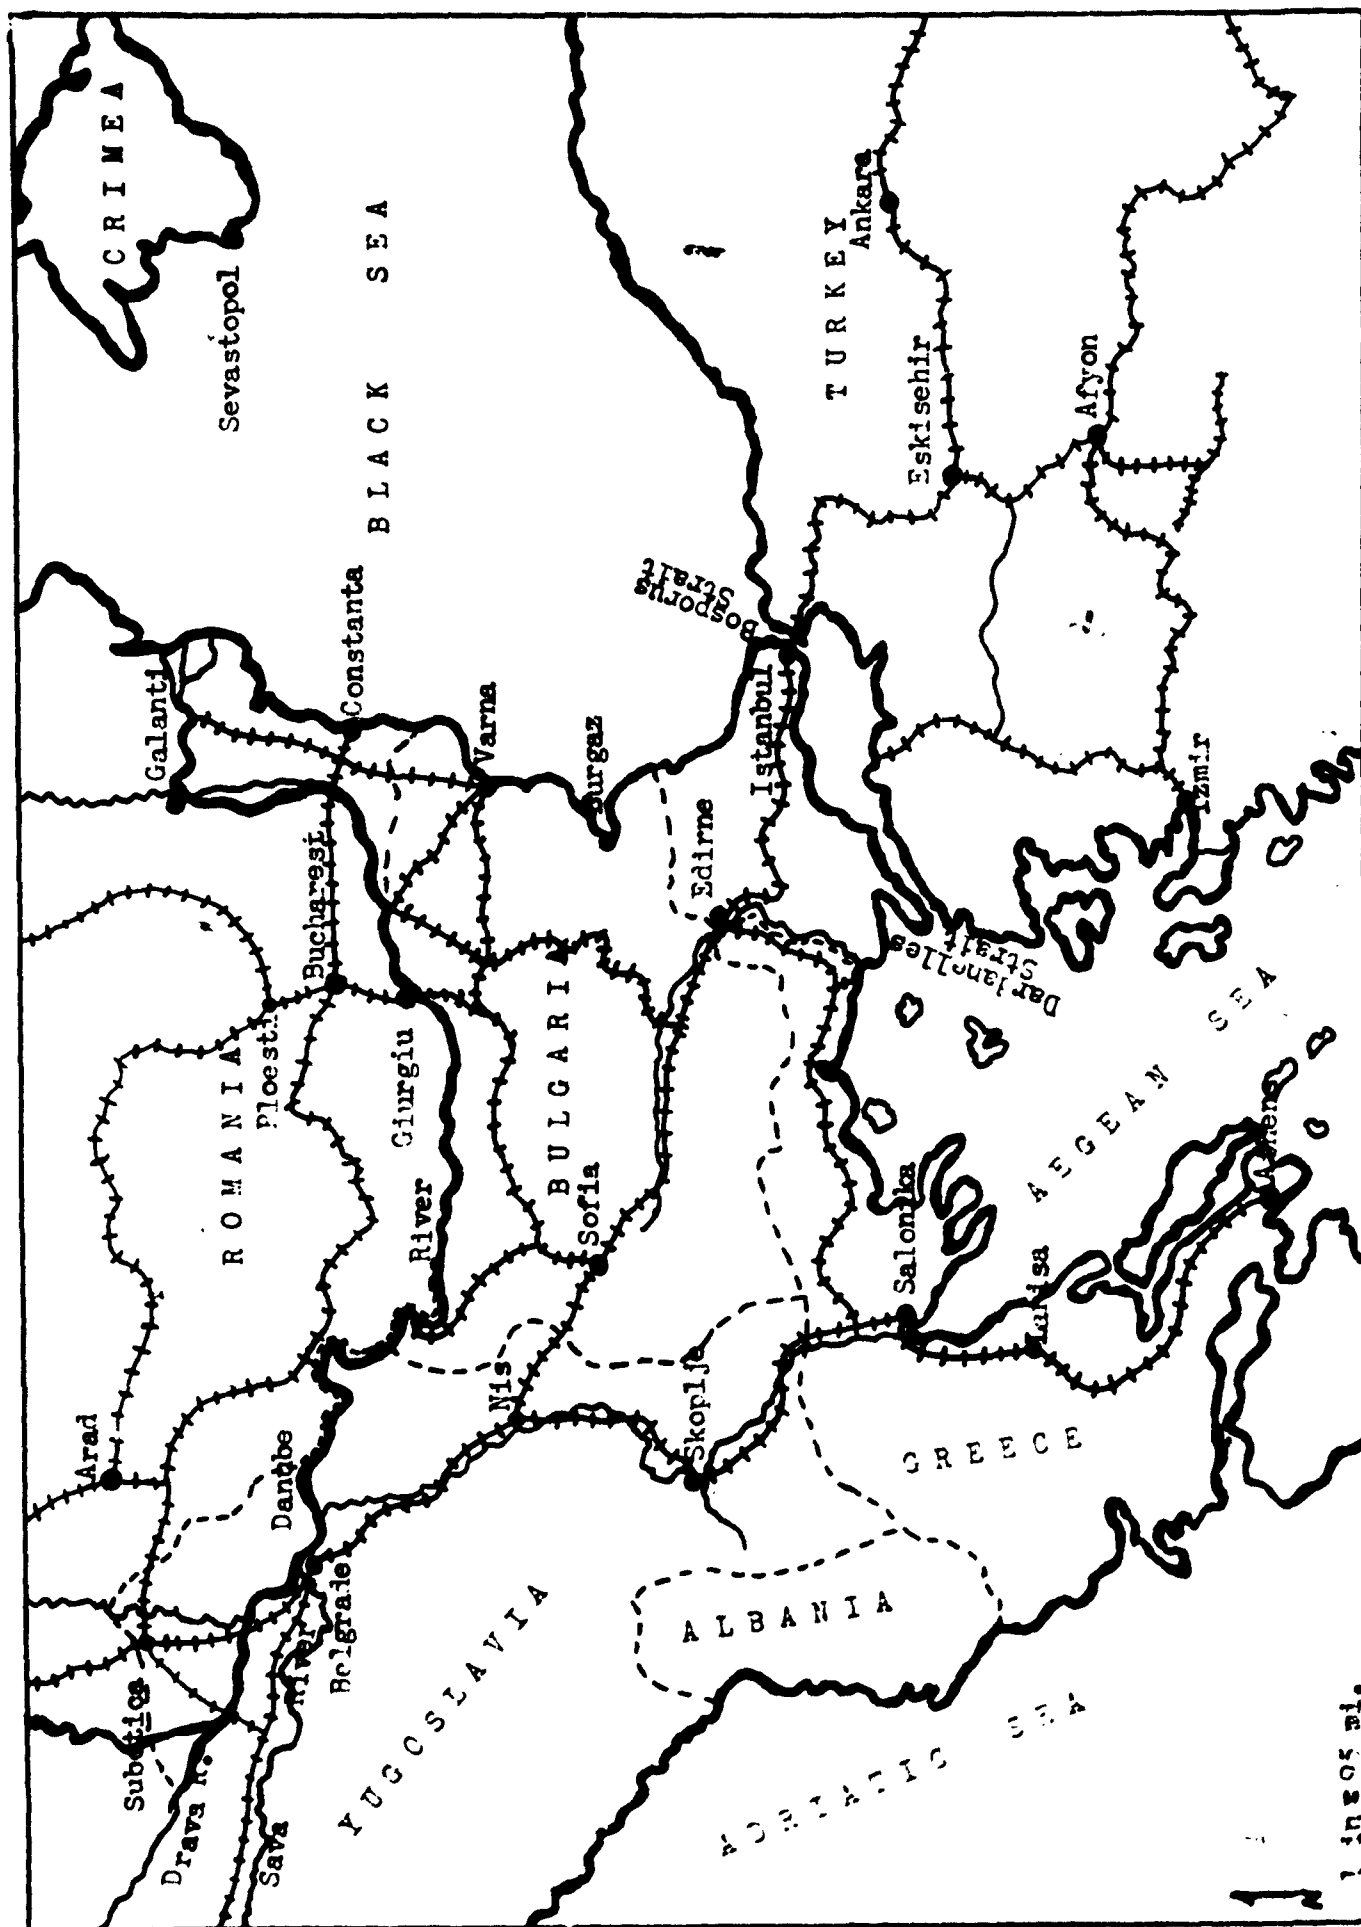 CRIMEA
Sevastopol
BLACK SEA
Galanti
Constanta
Varna
Burgaz
Bosporus
Strait
Istanbul
Edirne
TURKEY
Ankara
Eskisehir
Afyon
Izmir
Dardanelles
Strait
AEGEAN SEA
Bucharest
Ploesti
ROMANIA
Giurgiu
River
BULGARIA
Sofia
Salonika
Larisa
Athens
GREECE
Arad
Danube
Nis
Skoplje
Subotica
Drava R.
Sava
River
Belgrade
YUGOSLAVIA
ALBANIA
ADRIATIC SEA
N